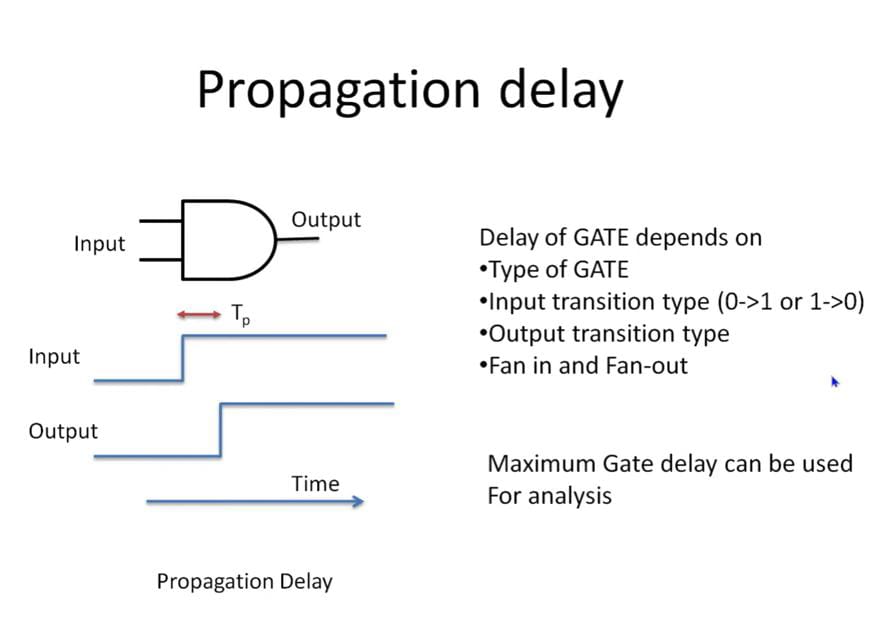 Propagation delay
Input
Output
Tp
Input
Output
Time
Propagation Delay
Delay of GATE depends on
•Type of GATE
•Input transition type (0->1 or 1->0)
•Output transition type
•Fan in and Fan-out
Maximum Gate delay can be used
For analysis